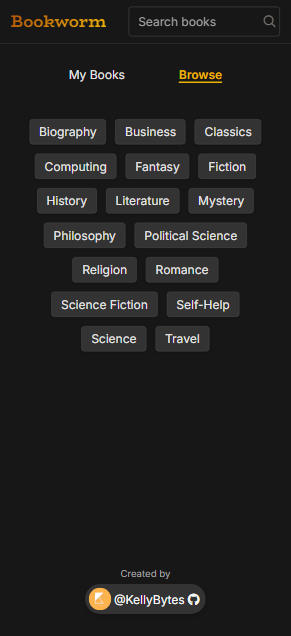 Bookworm Search books
My Books Browse
Biography Business Classics
Computing Fantasy Fiction
History Literature Mystery
Philosophy Political Science
Religion Romance
Science Fiction Self-Help
Science Travel
Created by
@KellyBytes